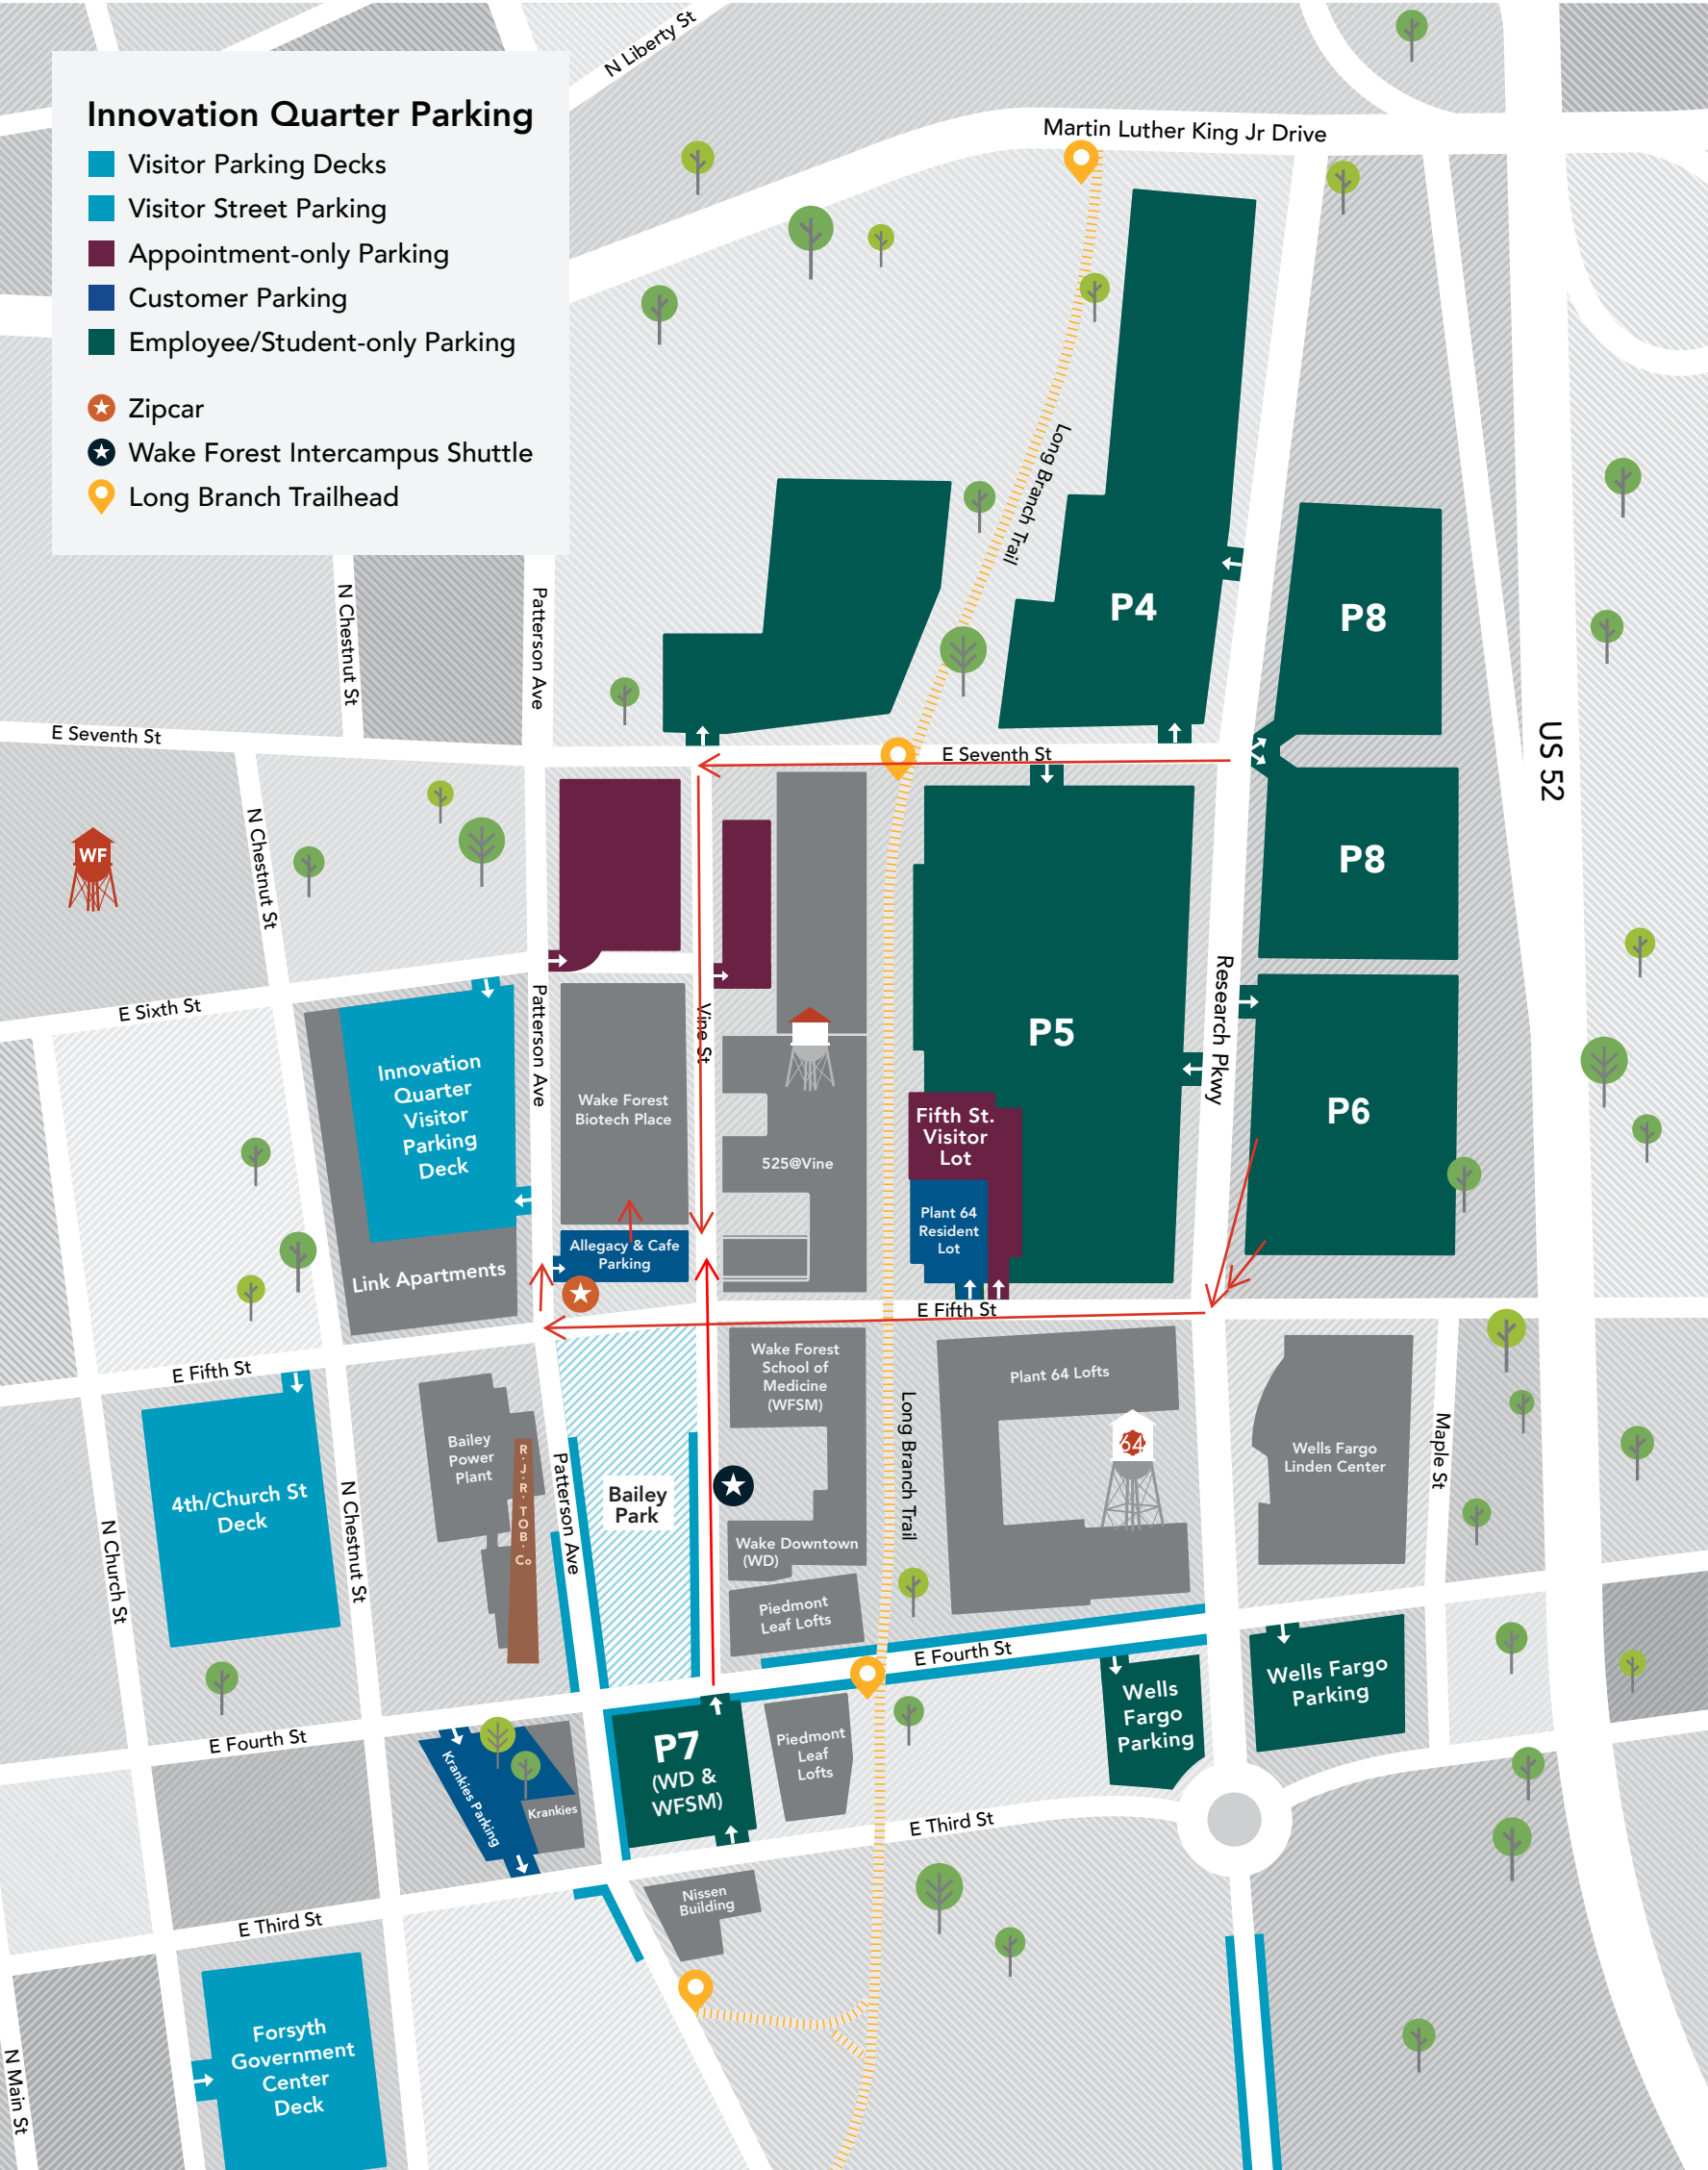 N Liberty St
Martin Luther King Jr Drive
Innovation Quarter Parking
Visitor Parking Decks
Visitor Street Parking
Appointment-only Parking
Customer Parking
Employee/Student-only Parking
Zipcar
Wake Forest Intercampus Shuttle
Long Branch Trailhead
Long Branch Trail
N Chestnut St
Patterson Ave
P4
P8
E Seventh St
E Seventh St
US 52
WF
N Chestnut St
P8
E Sixth St
Patterson Ave
Vine St
Research Pkwy
P5
P6
Innovation
Quarter
Visitor
Parking
Deck
Wake Forest
Biotech Place
525@Vine
Fifth St.
Visitor
Lot
Plant 64
Resident
Lot
Allegacy & Cafe
Parking
Link Apartments
E Fifth St
E Fifth St
Wake Forest
School of
Medicine
(WFSM)
Plant 64 Lofts
64
Long Branch Trail
Wells Fargo
Linden Center
Maple St
Bailey
Power
Plant
R.J.R.TOB.Co
Patterson Ave
Bailey
Park
4th/Church St
Deck
N Church St
N Chestnut St
Wake Downtown
(WD)
Piedmont
Leaf Lofts
E Fourth St
Wells Fargo
Parking
Wells
Fargo
Parking
E Fourth St
P7
(WD &
WFSM)
Piedmont
Leaf
Lofts
Krankies Parking
Krankies
E Third St
E Third St
Nissen
Building
Forsyth
Government
Center
Deck
N Main St